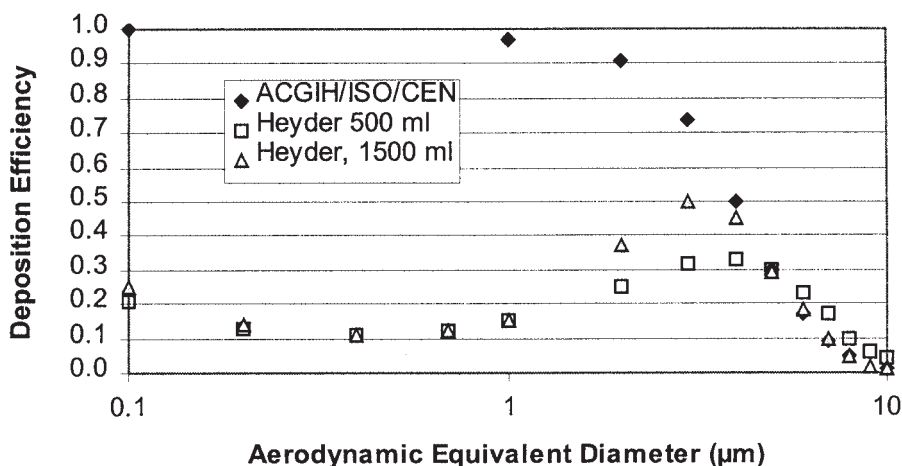 Deposition Efficiency
1.0
0.9
0.8
0.7
0.6
0.5
0.4
0.3
0.2
0.1
0.0
ACGIH/ISO/CEN
Heyder 500 ml
Heyder, 1500 ml
0.1
1
10
Aerodynamic Equivalent Diameter (µm)